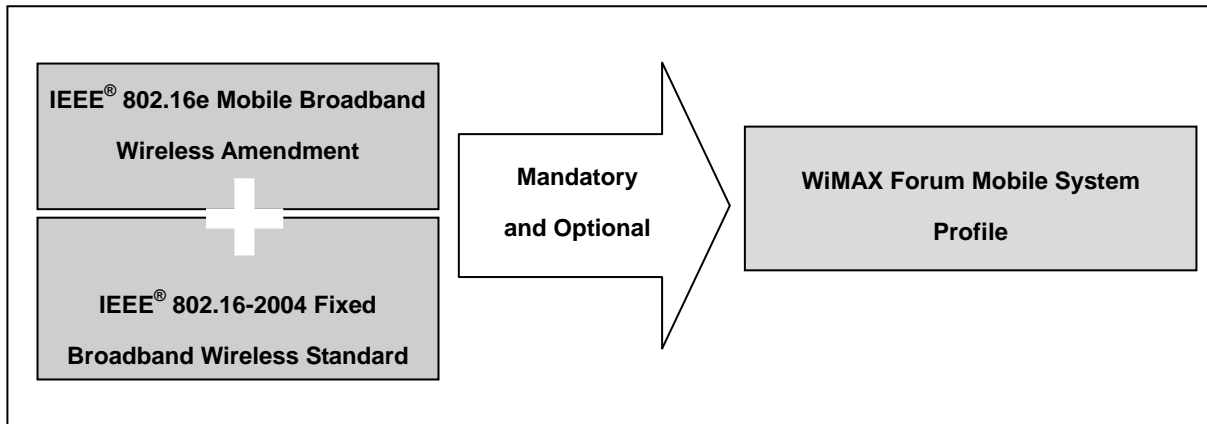 IEEE® 802.16e Mobile Broadband
Wireless Amendment
IEEE® 802.16-2004 Fixed
Broadband Wireless Standard
Mandatory
and Optional
WiMAX Forum Mobile System
Profile